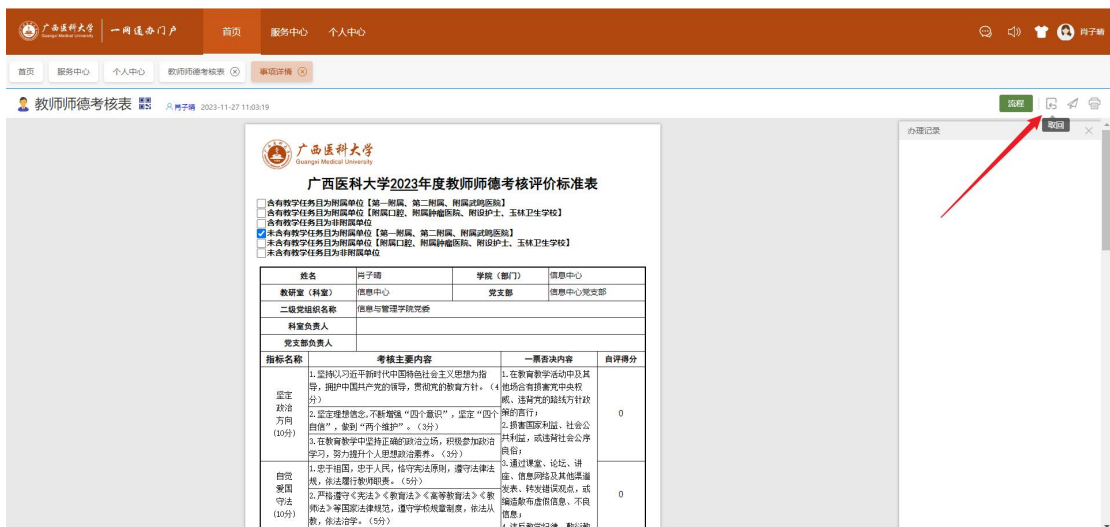 广西医科大学 一网通办门户 首页 服务中心 个人中心 肖子晴
Guangxi Medical University
首页 服务中心 个人中心 教师师德考核表 事项详情
教师师德考核表 肖子晴 2023-11-27 11:03:19 流程
取回
办理记录
广西医科大学
Guangxi Medical University
广西医科大学2023年度教师师德考核评价标准表
含有教学任务且为附属单位【第一附属、第二附属、附属武鸣医院】
含有教学任务且为附属单位【附属口腔、附属肿瘤医院、附设护士、玉林卫生学校】
含有教学任务且为非附属单位
未含有教学任务且为附属单位【第一附属、第二附属、附属武鸣医院】
未含有教学任务且为附属单位【附属口腔、附属肿瘤医院、附设护士、玉林卫生学校】
未含有教学任务且为非附属单位
姓名 肖子晴 学院（部门） 信息中心
教研室（科室） 信息中心 党支部 信息中心党支部
二级党组织名称 信息与管理学院党委
科室负责人
党支部负责人
指标名称 考核主要内容 一票否决内容 自评得分
坚定
政治
方向
(10分)
1.坚持以习近平新时代中国特色社会主义思想为指
导，拥护中国共产党的领导，贯彻党的教育方针。（4
分）
2.坚定理想信念,不断增强“四个意识”，坚定“四个
自信”，做到“两个维护”。（3分）
3.在教育教学中坚持正确的政治立场，积极参加政治
学习，努力提升个人思想政治素养。（3分）
1.在教育教学活动中及其
他场合有损害党中央权
威、违背党的路线方针政
策的言行；
2.损害国家利益、社会公
共利益，或违背社会公序
良俗；
3.通过课堂、论坛、讲
座、信息网络及其他渠道
发表、转发错误观点，或
编造散布虚假信息、不良
信息；
0
自觉
爱国
守法
(10分)
1.忠于祖国，忠于人民，恪守宪法原则，遵守法律法
规，依法履行教师职责。（5分）
2.严格遵守《宪法》《教育法》《高等教育法》《教
师法》等国家法律规范，遵守学校规章制度，依法从
教，依法治学。（5分）
0